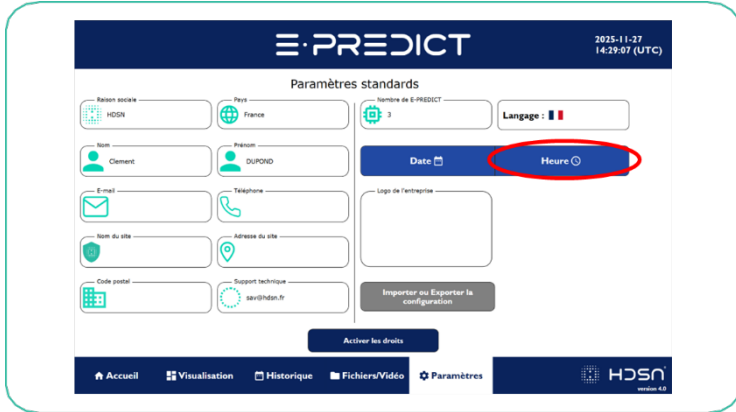 E·PREDICT
2025-11-27
14:29:07 (UTC)
Paramètres standards
Raison sociale
HDSN
Pays
France
Nombre de E-PREDICT
3
Langage :
Nom
Clement
Prénom
DUPOND
Date
Heure
E-mail
Téléphone
Logo de l'entreprise
Nom du site
Adresse du site
Code postal
Support technique
sav@hdsn.fr
Importer ou Exporter la
configuration
Activer les droits
Accueil
Visualisation
Historique
Fichiers/Vidéo
Paramètres
HDSN
version 4.0